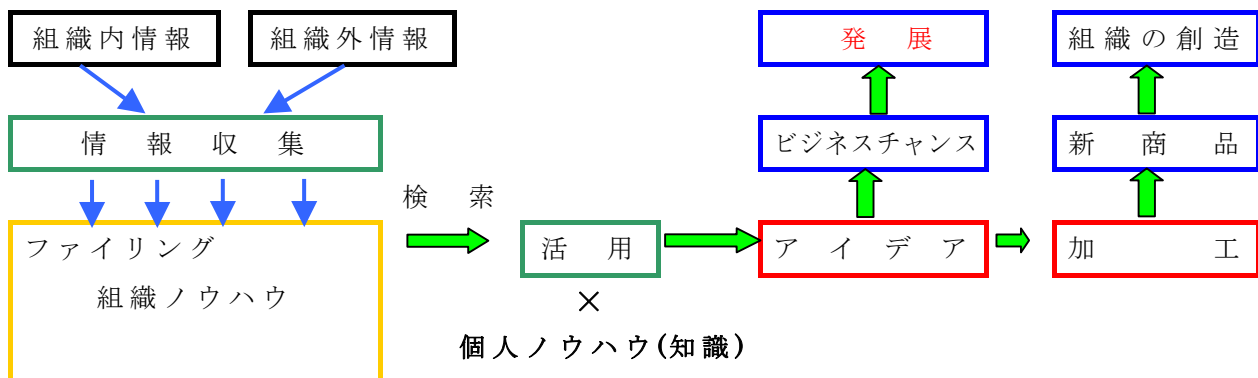 組織内情報
組織外情報
発展
組織の創造
情報収集
ビジネスチャンス
新商品
検索
ファイリング
活用
アイデア
加工
組織ノウハウ
×
個人ノウハウ(知識)